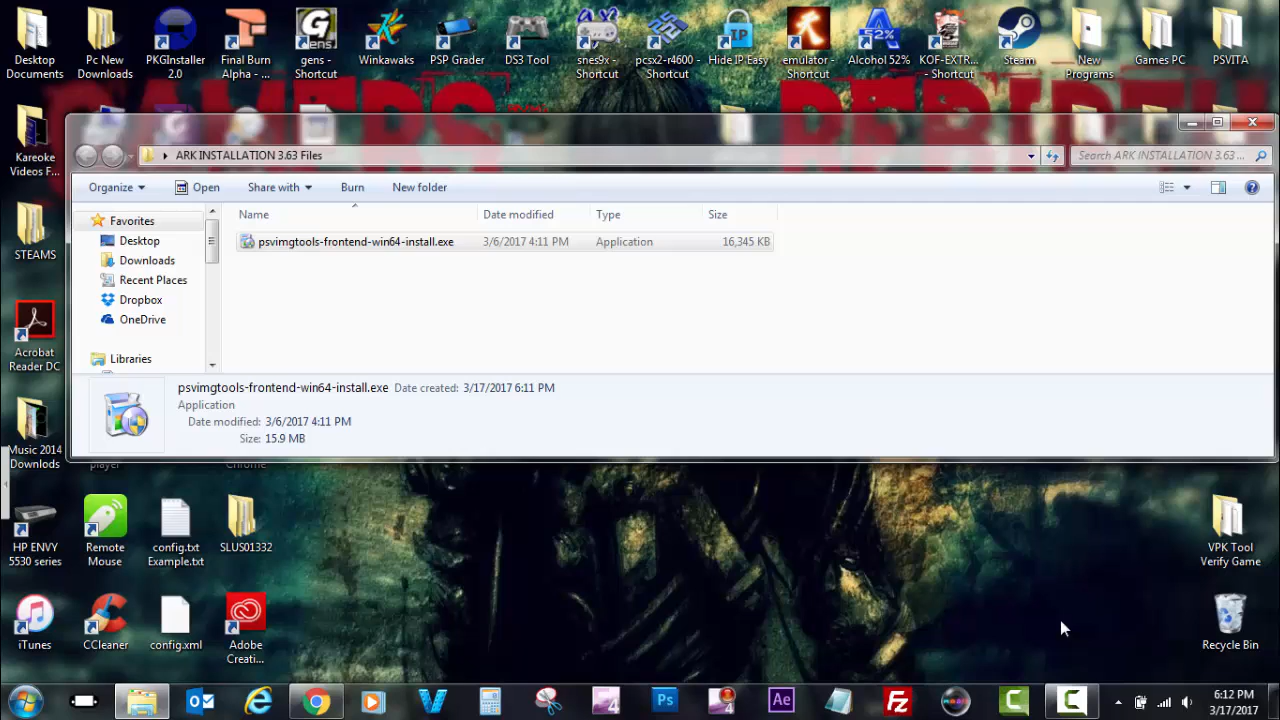 Desktop
Documents
Pc New
Downloads
PKGInstaller
2.0
Final Burn
Alpha - ...
gens -
Shortcut
Winkawaks
PSP Grader
DS3 Tool
snes9x -
Shortcut
pcsx2-r4600 -
Shortcut
Hide IP Easy
emulator -
Shortcut
Alcohol 52%
KOF-EXTR...
- Shortcut
Steam
New
Programs
Games PC
PSVITA
GAMERS
Kareoke
Videos F...
STEAMS
Acrobat
Reader DC
Music 2014
Downlods
ARK INSTALLATION 3.63 Files
Search ARK INSTALLATION 3.63 ...
Organize
Open
Share with
Burn
New folder
Name
Date modified
Type
Size
Favorites
Desktop
Downloads
Recent Places
Dropbox
OneDrive
Libraries
psvimgtools-frontend-win64-install.exe
3/6/2017 4:11 PM
Application
16,345 KB
psvimgtools-frontend-win64-install.exe Date created: 3/17/2017 6:11 PM
Application
Date modified: 3/6/2017 4:11 PM
Size: 15.9 MB
player
Chrome
HP ENVY
5530 series
Remote
Mouse
config.txt
Example.txt
SLUS01332
VPK Tool
Verify Game
iTunes
CCleaner
config.xml
Adobe
Creati...
Recycle Bin
6:12 PM
3/17/2017